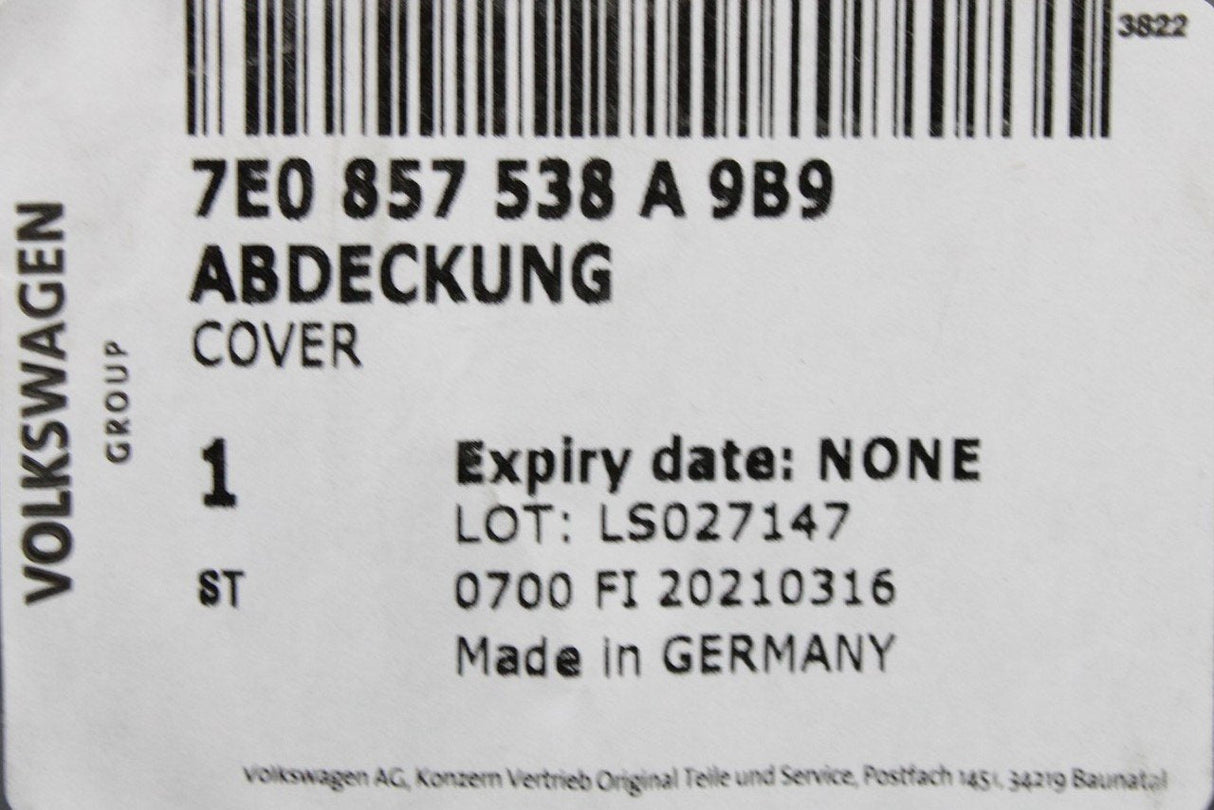 3822
7E0 857 538 A 9B9
ABDECKUNG
COVER
VOLKSWAGEN
GROUP
1
Expiry date: NONE
LOT: LS027147
ST
0700 FI 20210316
Made in GERMANY
Volkswagen AG, Konzern Vertrieb Original Teile und Service, Postfach 1451, 34219 Baunatal